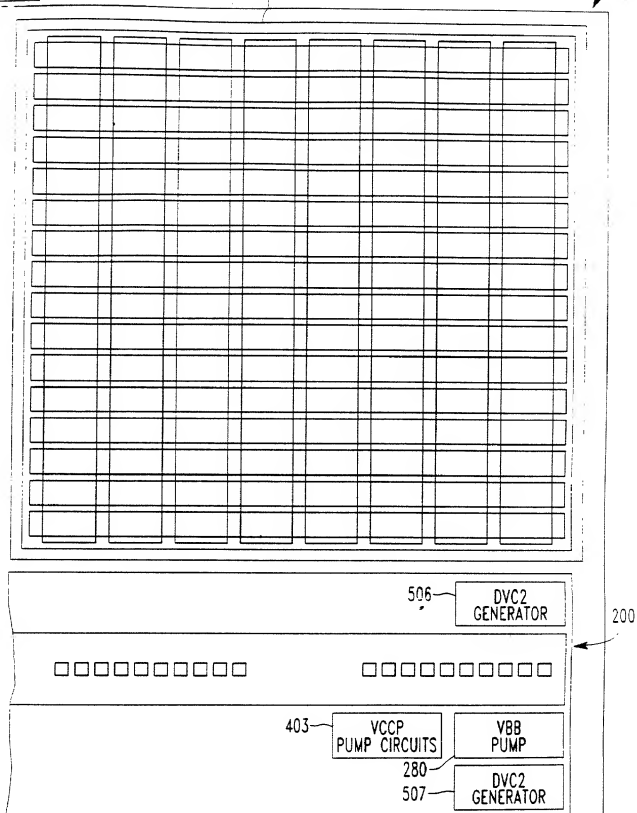 506
DVC2
GENERATOR
200
403
VCCP
PUMP CIRCUITS
VBB
PUMP
280
507
DVC2
GENERATOR